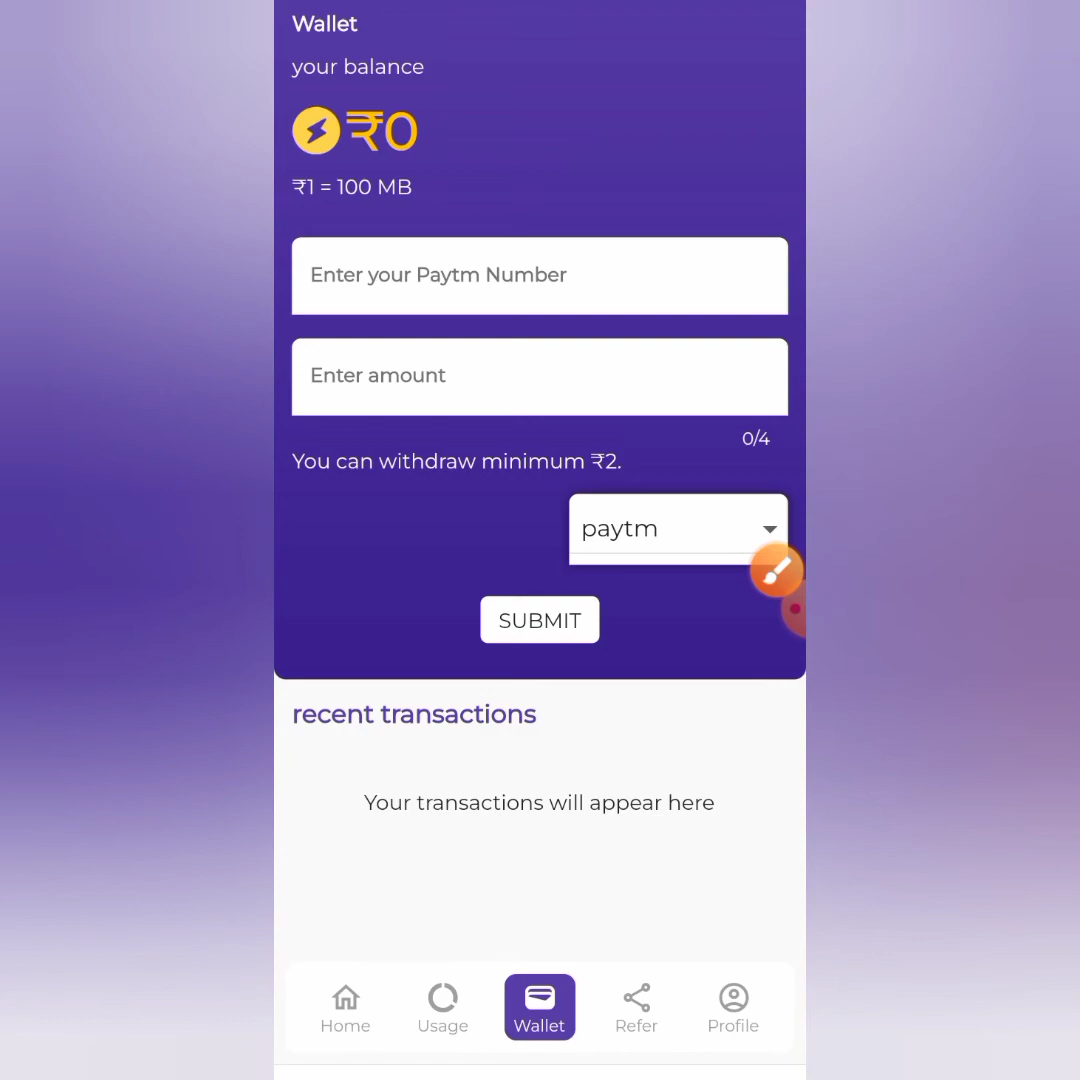 Wallet
your balance
₹0
₹1 = 100 MB
Enter your Paytm Number
Enter amount
0/4
You can withdraw minimum ₹2.
paytm
SUBMIT
recent transactions
Your transactions will appear here
Home Usage Wallet Refer Profile